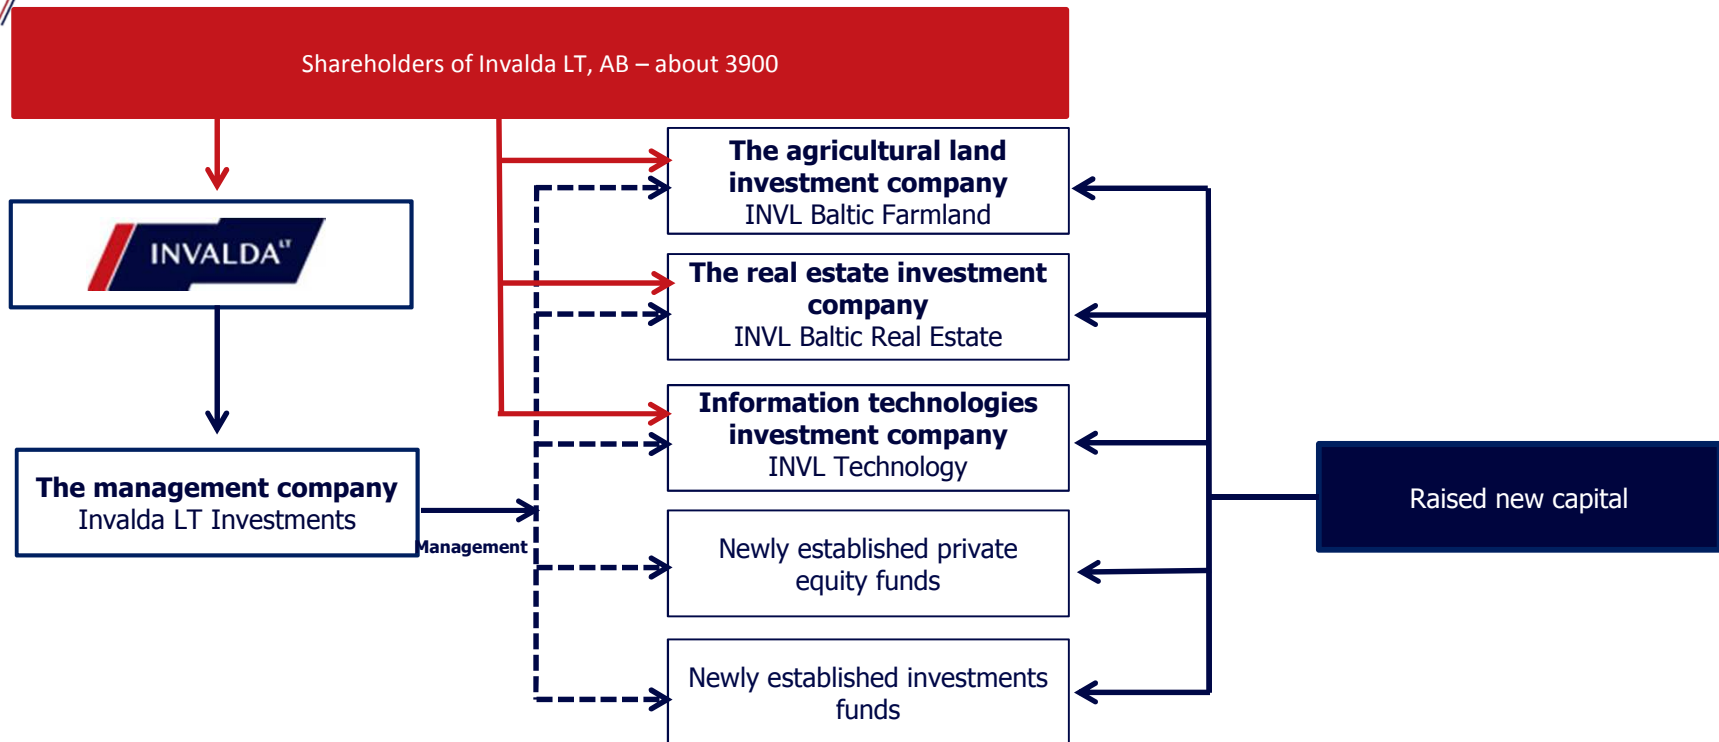 Shareholders of Invalda LT, AB – about 3900
INVALDA LT
The management company
Invalda LT Investments
Management
The agricultural land
investment company
INVL Baltic Farmland
The real estate investment
company
INVL Baltic Real Estate
Information technologies
investment company
INVL Technology
Newly established private
equity funds
Newly established investments
funds
Raised new capital